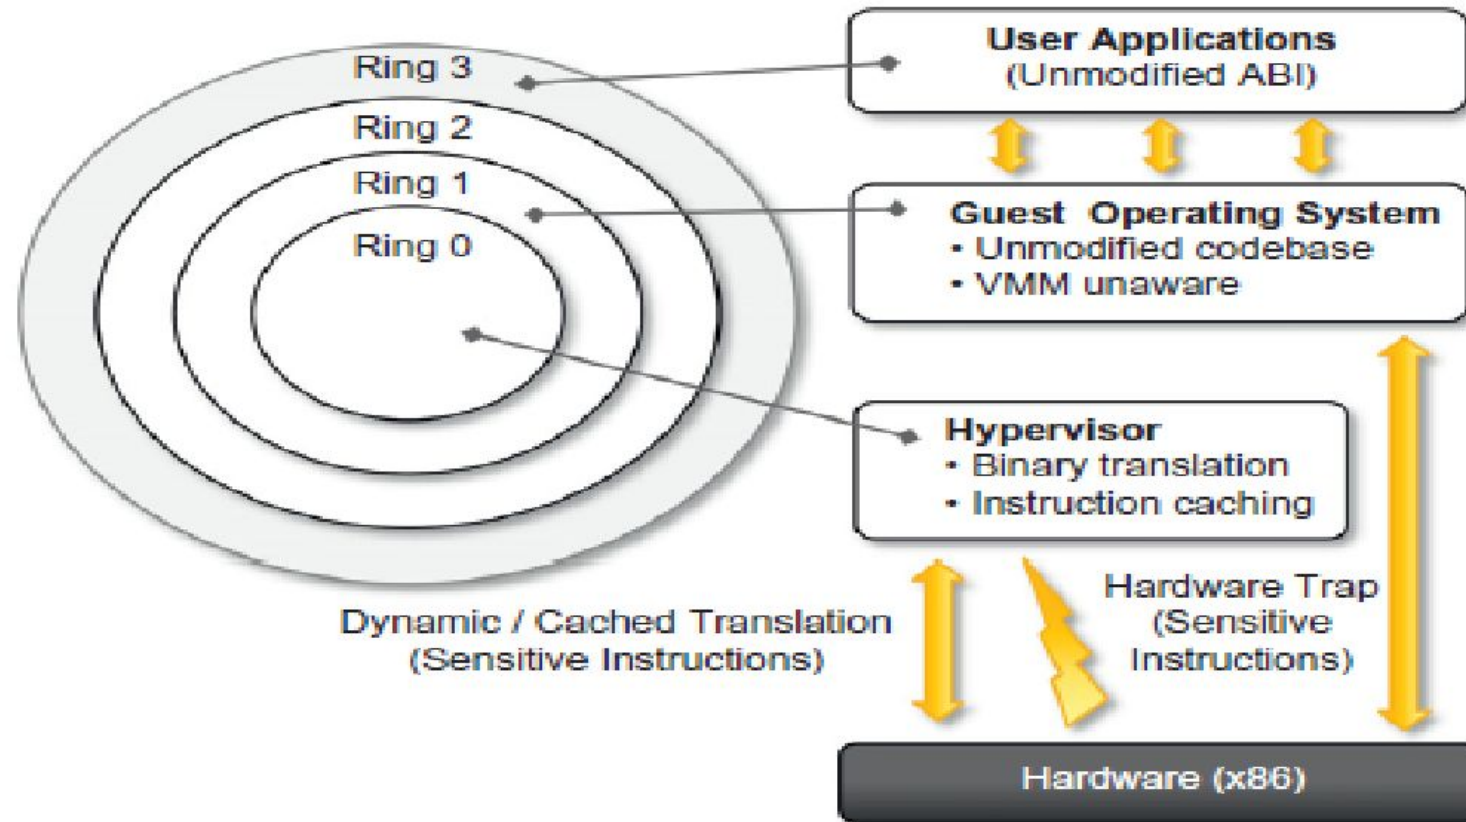 Ring 3
Ring 2
Ring 1
Ring 0
User Applications
(Unmodified ABI)
Guest Operating System
• Unmodified codebase
• VMM unaware
Hypervisor
• Binary translation
• Instruction caching
Dynamic / Cached Translation
(Sensitive Instructions)
Hardware Trap
(Sensitive
Instructions)
Hardware (x86)